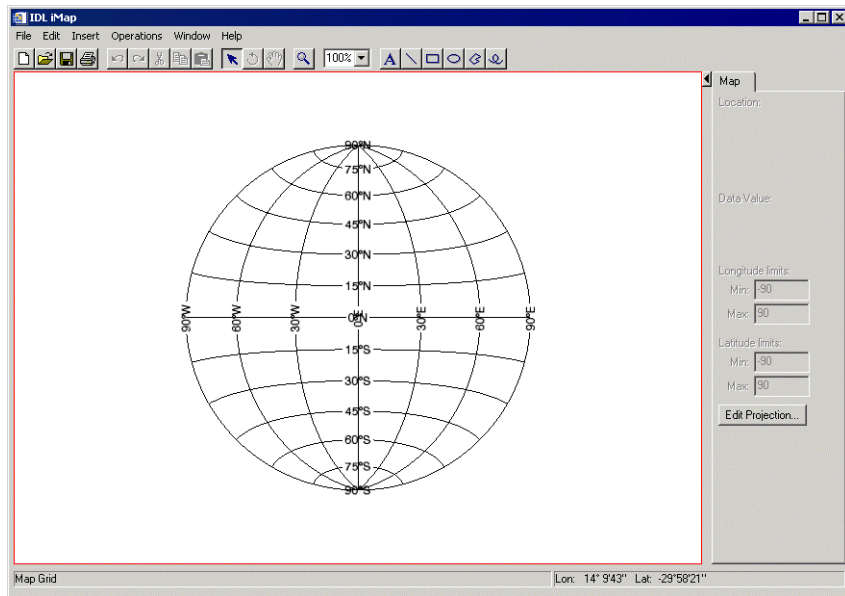 IDL iMap
File Edit Insert Operations Window Help
100%
A
Map
Location:
Data Value:
Longitude limits:
Min: -90
Max: 90
Latitude limits:
Min: -90
Max: 90
Edit Projection...
90°N
75°N
60°N
45°N
30°N
15°N
90°W 60°W 30°W 0°N 30°E 60°E 90°E
15°S
30°S
45°S
60°S
75°S
90°S
Map Grid
Lon: 14° 9'43" Lat: -29°58'21"